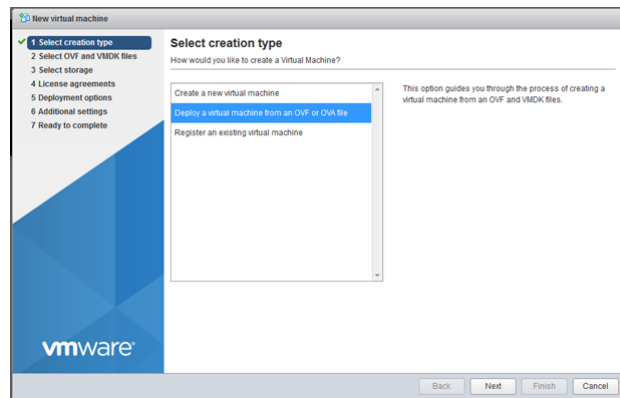 New virtual machine
1 Select creation type
2 Select OVF and VMDK files
3 Select storage
4 License agreements
5 Deployment options
6 Additional settings
7 Ready to complete
Select creation type
How would you like to create a Virtual Machine?
Create a new virtual machine
Deploy a virtual machine from an OVF or OVA file
Register an existing virtual machine
This option guides you through the process of creating a
virtual machine from an OVF and VMDK files.
vmware
Back Next Finish Cancel